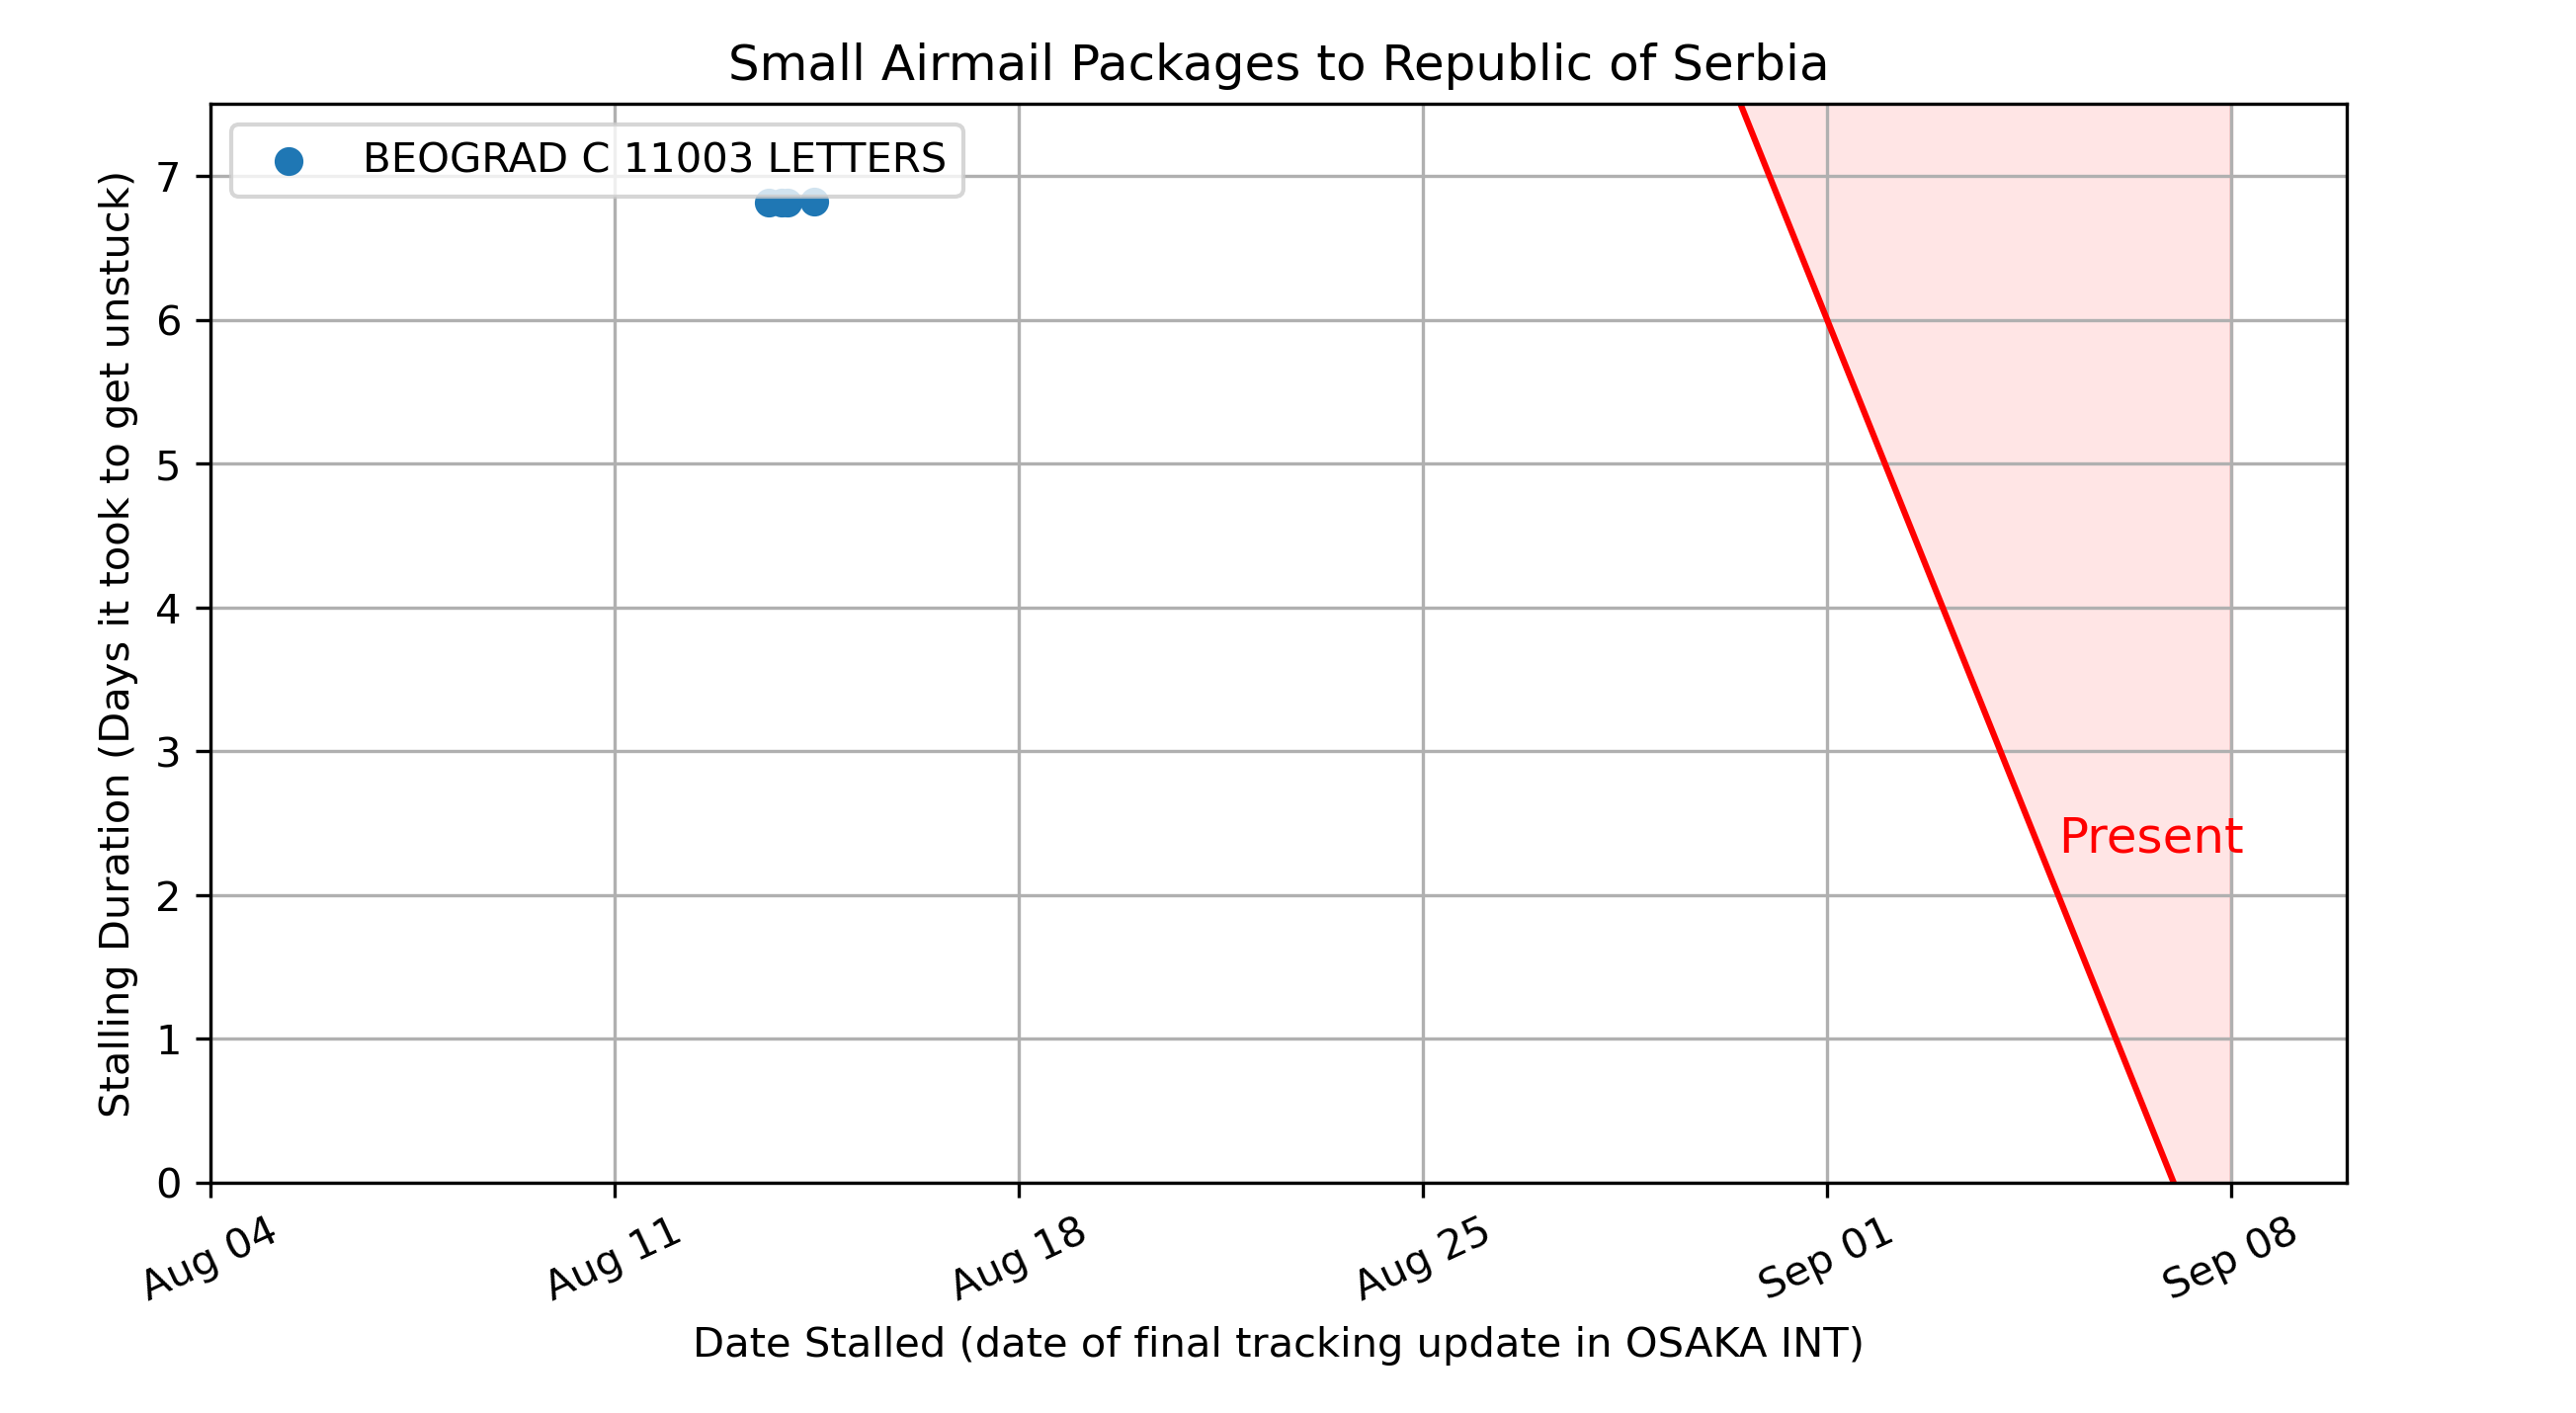 Small Airmail Packages to Republic of Serbia
BEOGRAD C 11003 LETTERS
Stalling Duration (Days it took to get unstuck)
7
6
5
4
3
2
1
0
Present
Aug 04
Aug 11
Aug 18
Aug 25
Sep 01
Sep 08
Date Stalled (date of final tracking update in OSAKA INT)